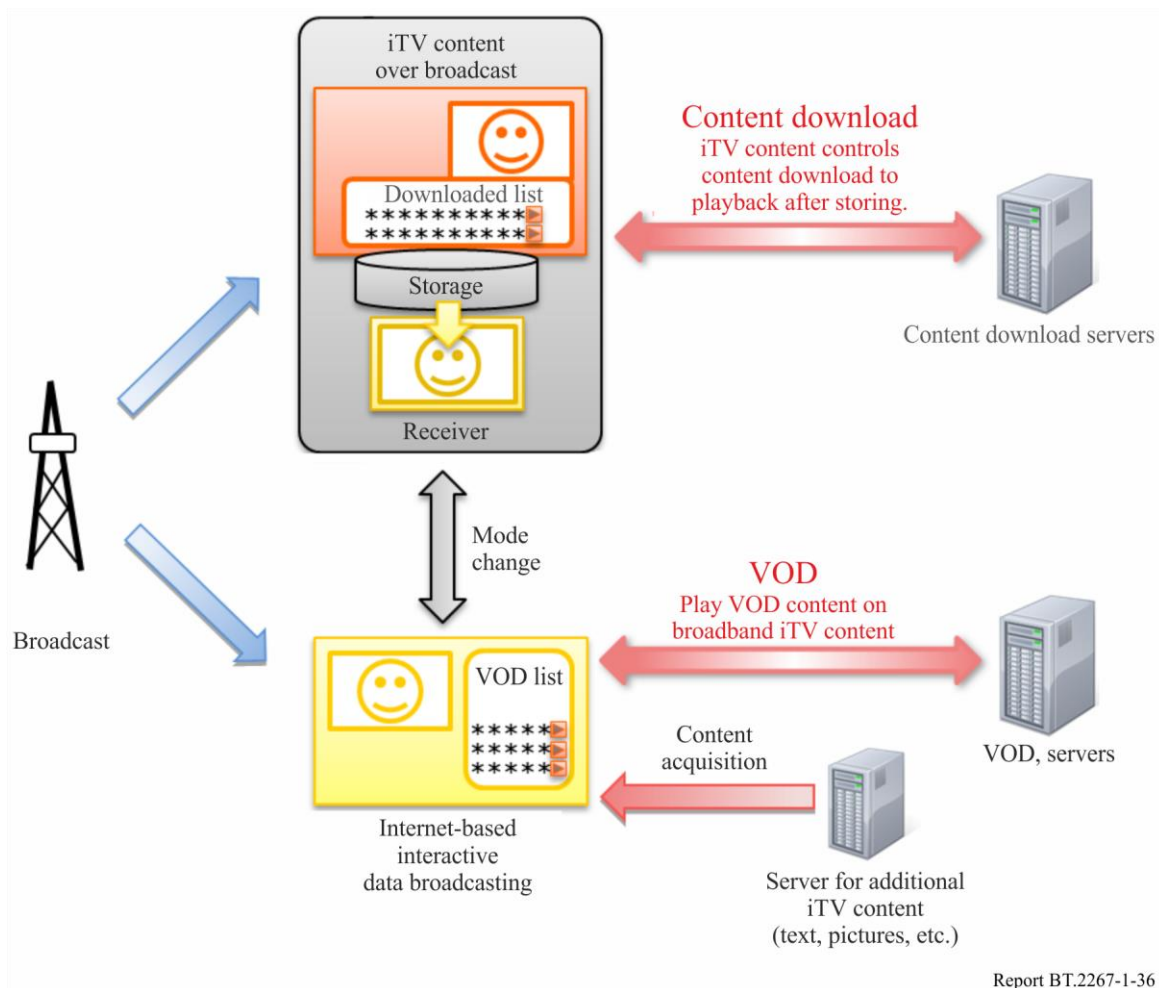 iTV content
over broadcast
Downloaded list
**********
**********
Storage
Receiver
Content download
iTV content controls
content download to
playback after storing.
Content download servers
Broadcast
Mode
change
VOD
Play VOD content on
broadband iTV content
VOD list
*****
*****
*****
VOD, servers
Content
acquisition
Internet-based
interactive
data broadcasting
Server for additional
iTV content
(text, pictures, etc.)
Report BT.2267-1-36